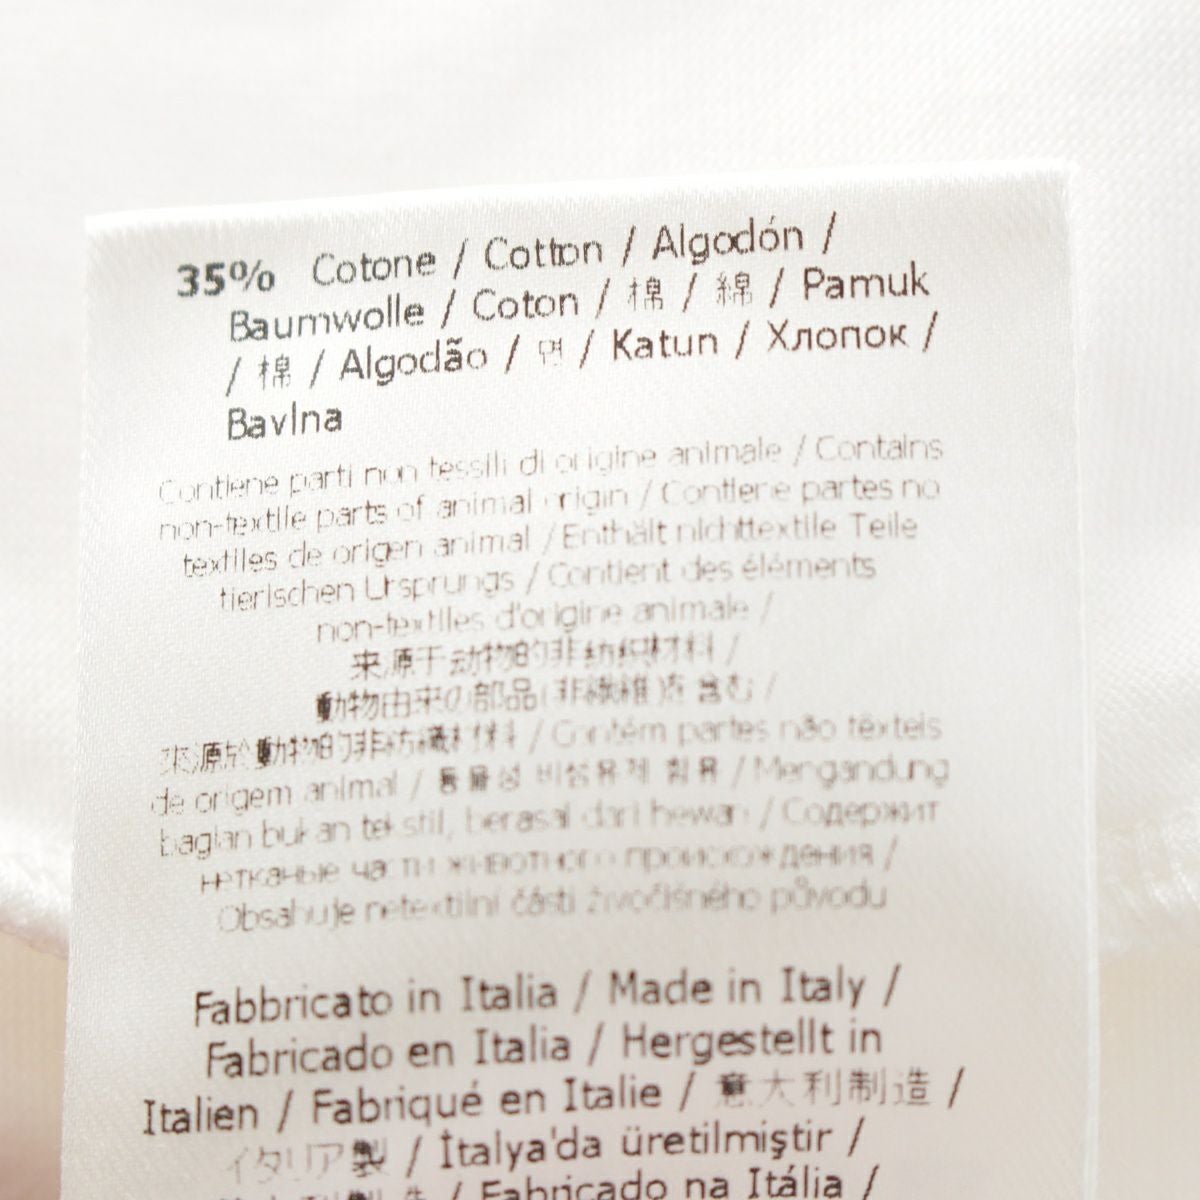 35% Cotone / Cotton / Algodón /
Baumwolle / Coton / 棉 / 綿 / Pamuk
/ 棉 / Algodão / 면 / Katun / Хлопок /
Bavlna
Contiene parti non tessili di origine animale / Contains
non-textile parts of animal origin / Contiene partes no
textiles de origen animal / Enthält nichttextile Teile
tierischen Ursprungs / Contient des éléments
non-textiles d'origine animale /
来源于动物的非纺织材料 /
動物由来の部品(非繊維)を含む /
來源於動物的非紡織材料 / Contém partes não têxteis
de origem animal / 동물성 비섬유제 함유 / Mengandung
bagian bukan tekstil, berasal dari hewan / Содержит
нетканые части животного происхождения /
Obsahuje netextilní části živočišného původu
Fabbricato in Italia / Made in Italy /
Fabricado en Italia / Hergestellt in
Italien / Fabriqué en Italie / 意大利制造 /
イタリア製 / İtalya'da üretilmiştir /
/ Fabricado na Itália /